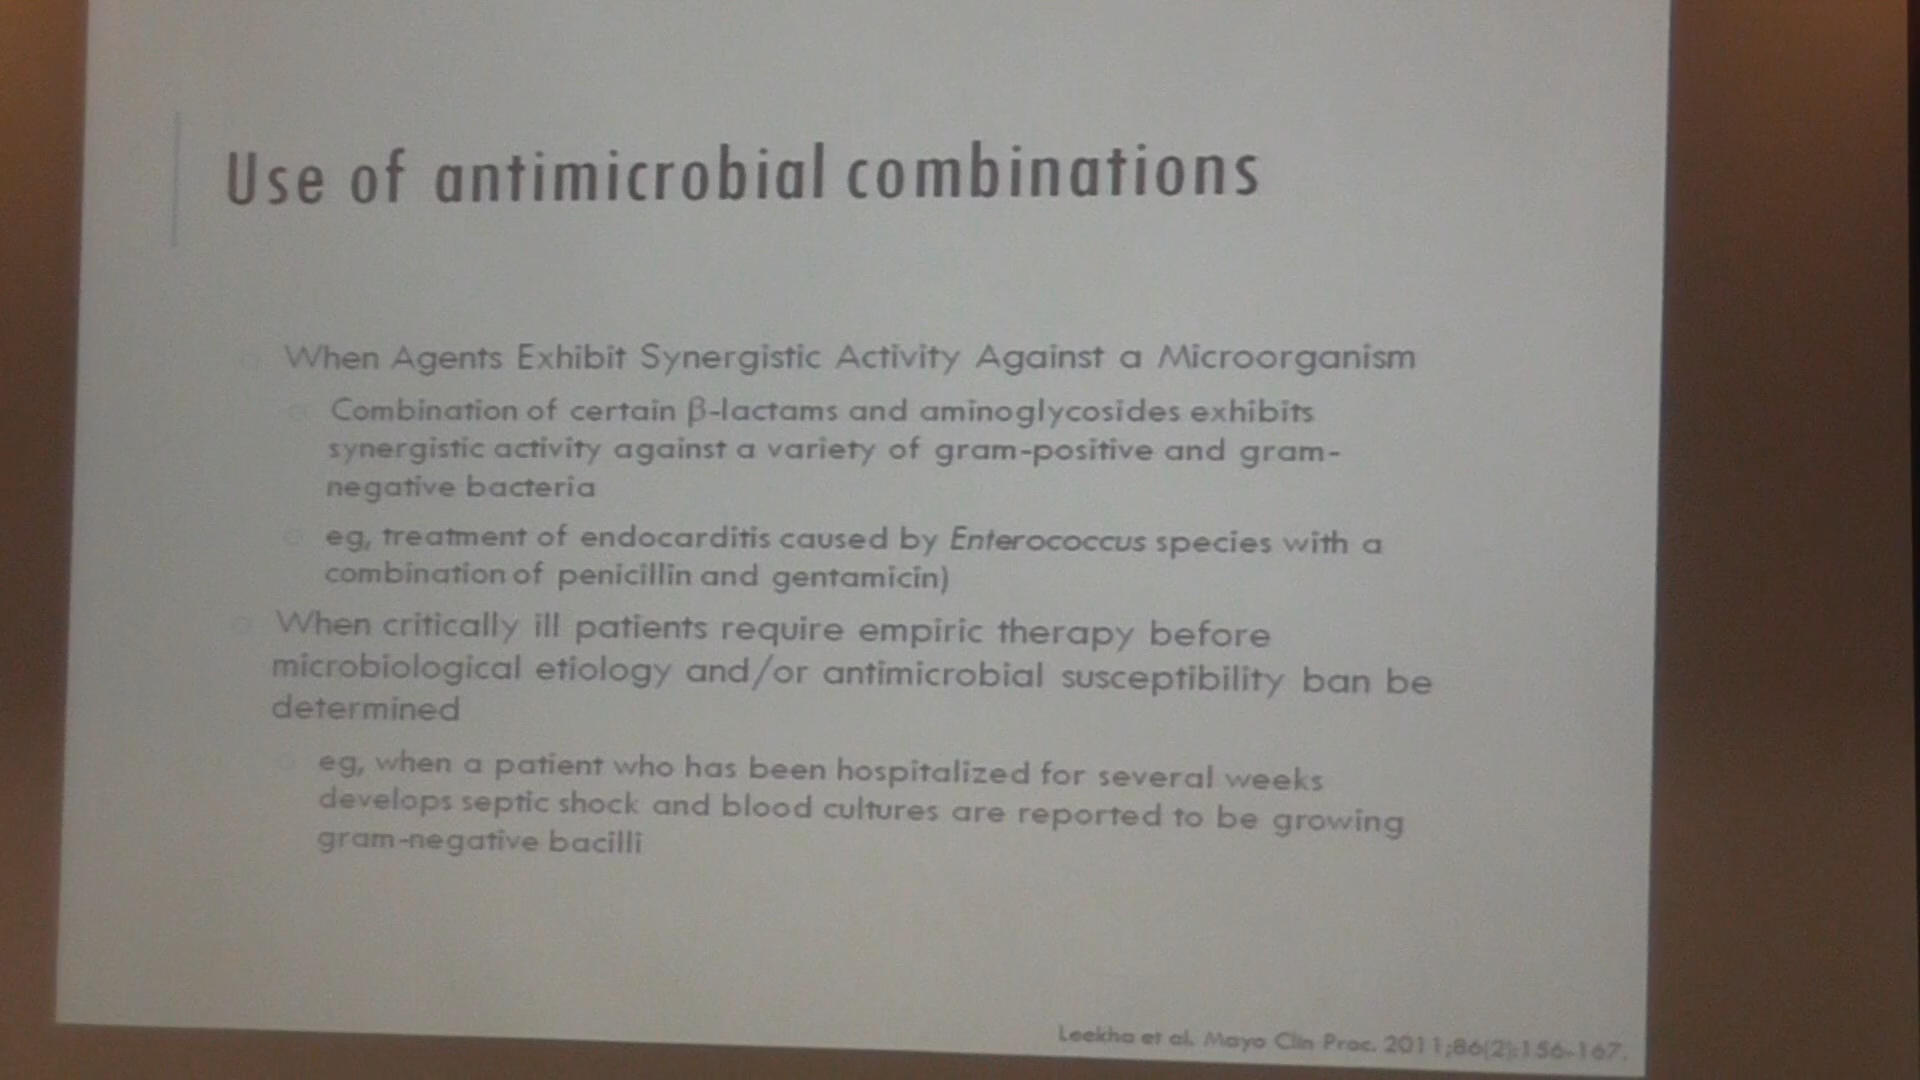 Use of antimicrobial combinations
When Agents Exhibit Synergistic Activity Against a Microorganism
Combination of certain β-lactams and aminoglycosides exhibits
synergistic activity against a variety of gram-positive and gram-
negative bacteria
eg, treatment of endocarditis caused by Enterococcus species with a
combination of penicillin and gentamicin)
When critically ill patients require empiric therapy before
microbiological etiology and/or antimicrobial susceptibility ban be
determined
eg, when a patient who has been hospitalized for several weeks
develops septic shock and blood cultures are reported to be growing
gram-negative bacilli
Leekha et al. Mayo Clin Proc. 2011;86(2):156-167.